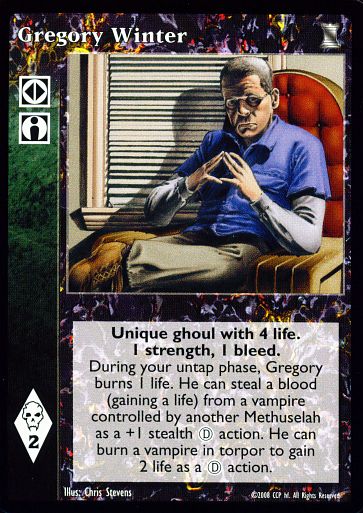 Gregory Winter
Unique ghoul with 4 life.
1 strength, 1 bleed.
During your untap phase, Gregory
burns 1 life. He can steal a blood
(gaining a life) from a vampire
controlled by another Methuselah
as a +1 stealth Ⓓ action. He can
burn a vampire in torpor to gain
2 life as a Ⓓ action.
2
Illus: Chris Stevens
©2008 CCP hf. All Rights Reserved